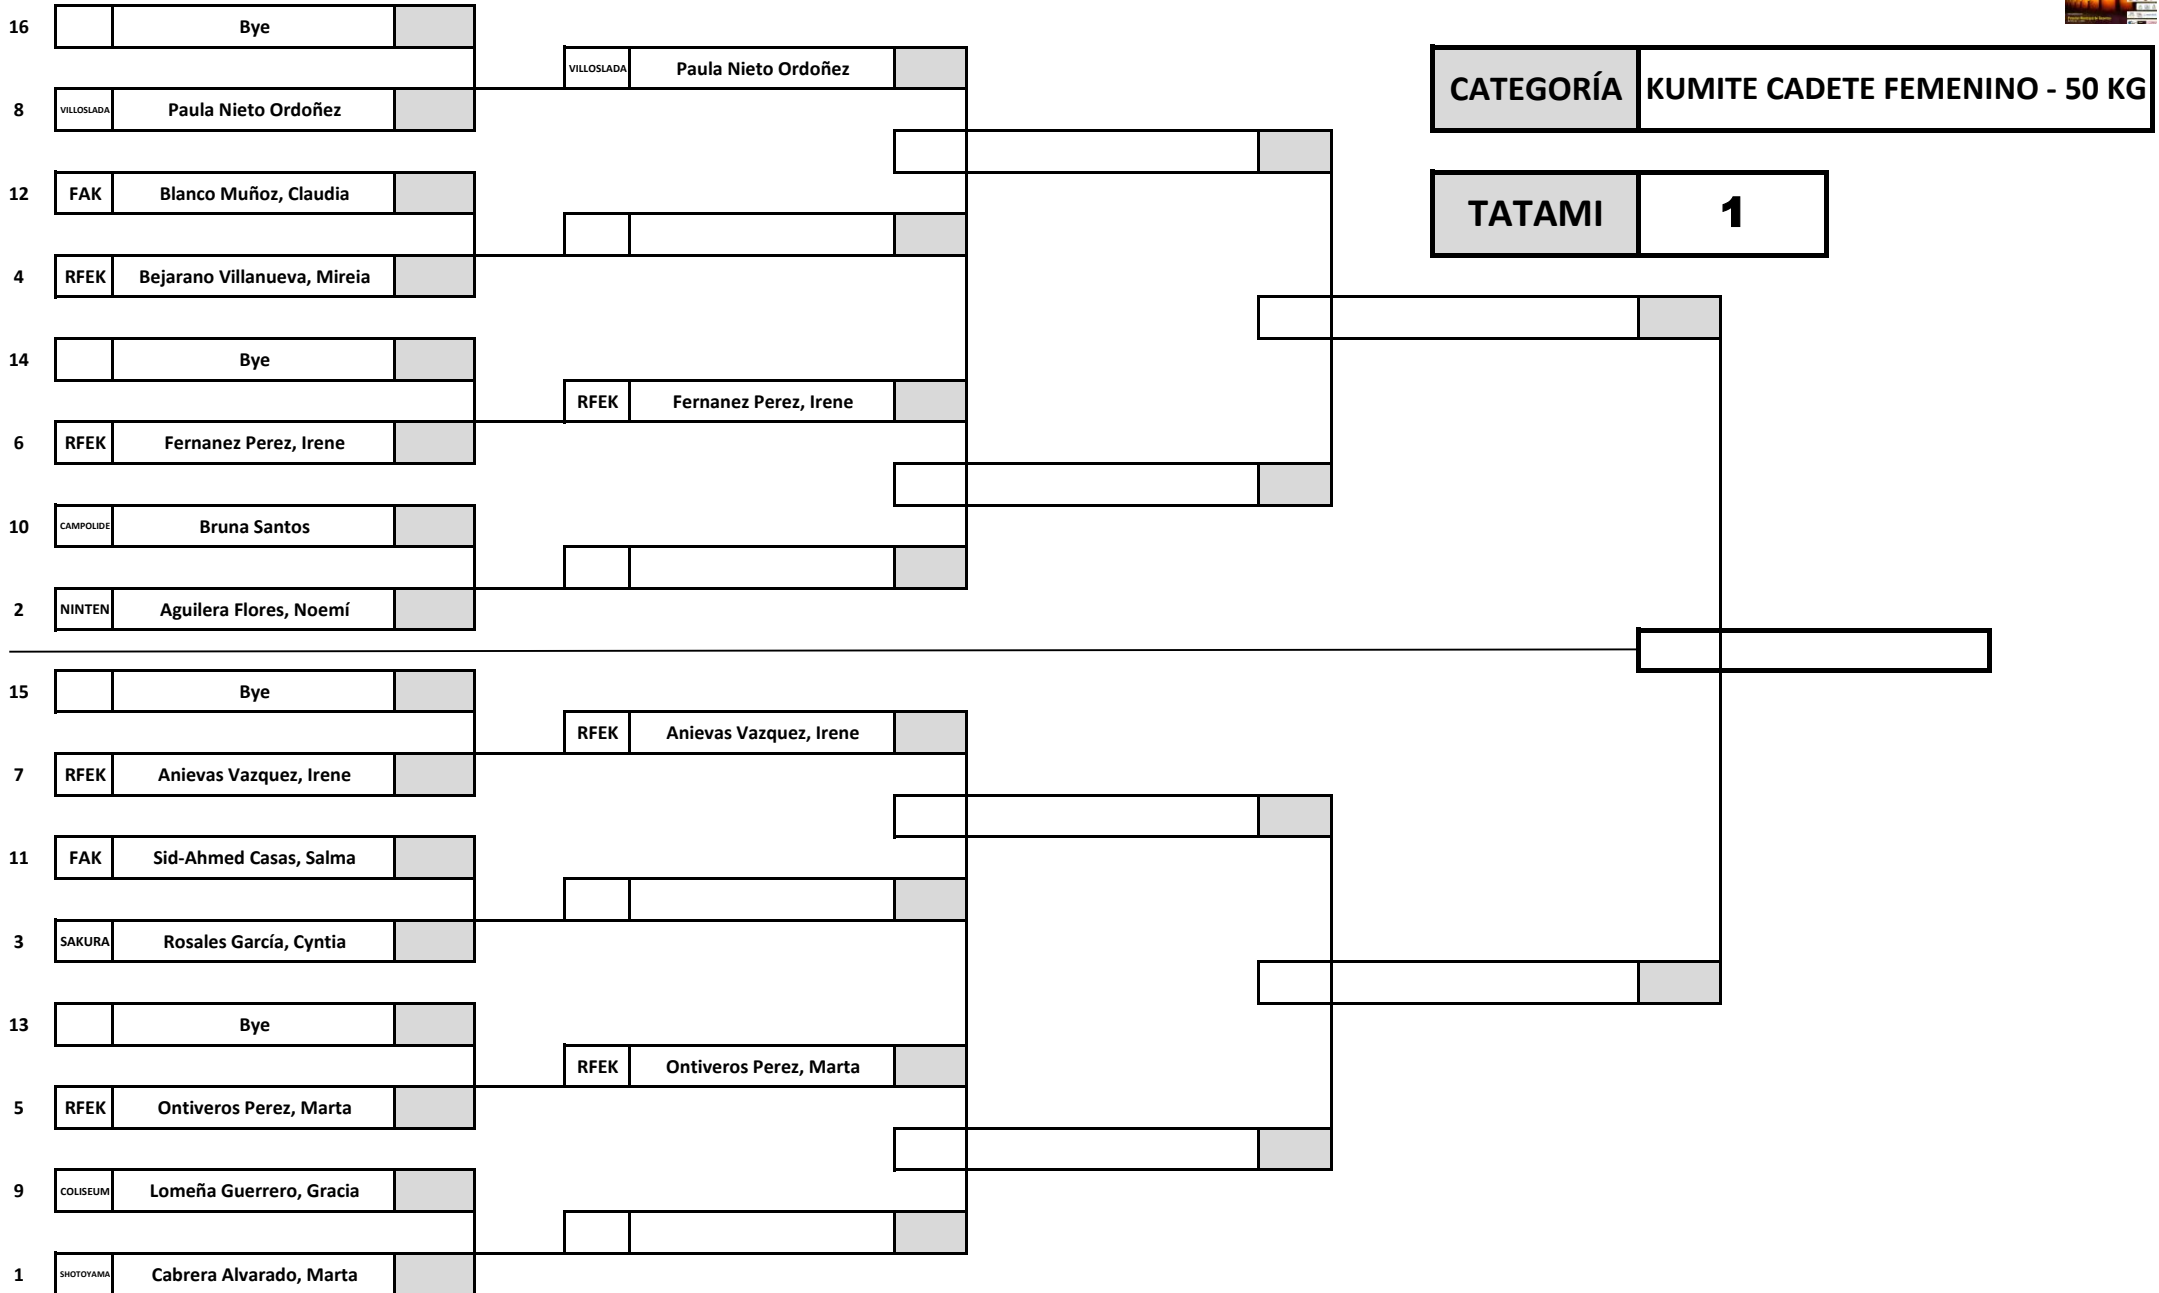 16 Bye
VILLOSLADA Paula Nieto Ordoñez
CATEGORÍA KUMITE CADETE FEMENINO - 50 KG
8 VILLOSLADA Paula Nieto Ordoñez
12 FAK Blanco Muñoz, Claudia
TATAMI 1
4 RFEK Bejarano Villanueva, Mireia
14 Bye
RFEK Fernanez Perez, Irene
6 RFEK Fernanez Perez, Irene
10 CAMPOLIDE Bruna Santos
2 NINTEN Aguilera Flores, Noemí
15 Bye
RFEK Anievas Vazquez, Irene
7 RFEK Anievas Vazquez, Irene
11 FAK Sid-Ahmed Casas, Salma
3 SAKURA Rosales García, Cyntia
13 Bye
RFEK Ontiveros Perez, Marta
5 RFEK Ontiveros Perez, Marta
9 COLISEUM Lomeña Guerrero, Gracia
1 SHOTOYAMA Cabrera Alvarado, Marta